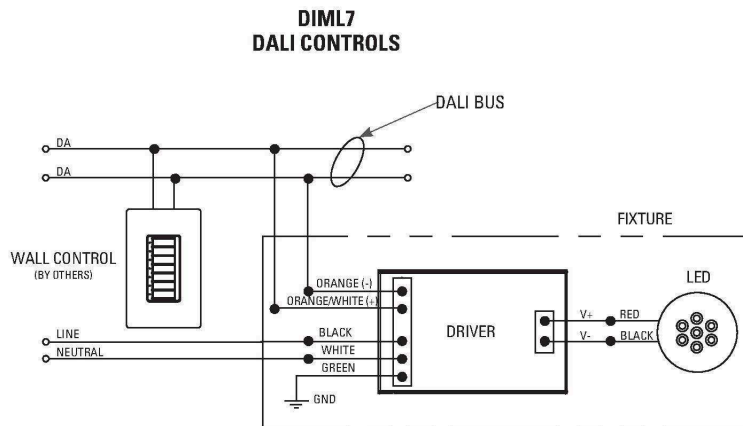 DIML7
DALI CONTROLS
DALI BUS
DA
DA
FIXTURE
WALL CONTROL
(BY OTHERS)
LED
ORANGE (-)
ORANGE/WHITE (+)
V+ RED
DRIVER
LINE
BLACK
V- BLACK
NEUTRAL
WHITE
GREEN
GND